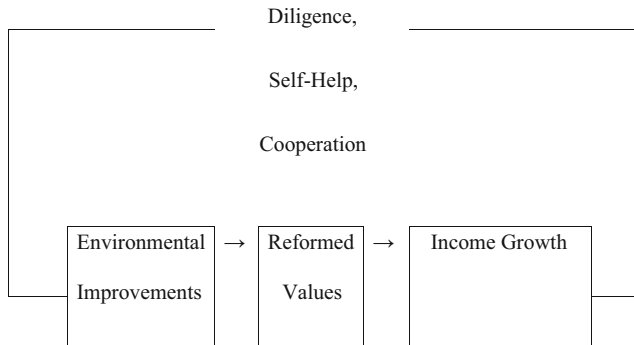 Diligence,
Self-Help,
Cooperation
Environmental → Reformed → Income Growth
Improvements Values